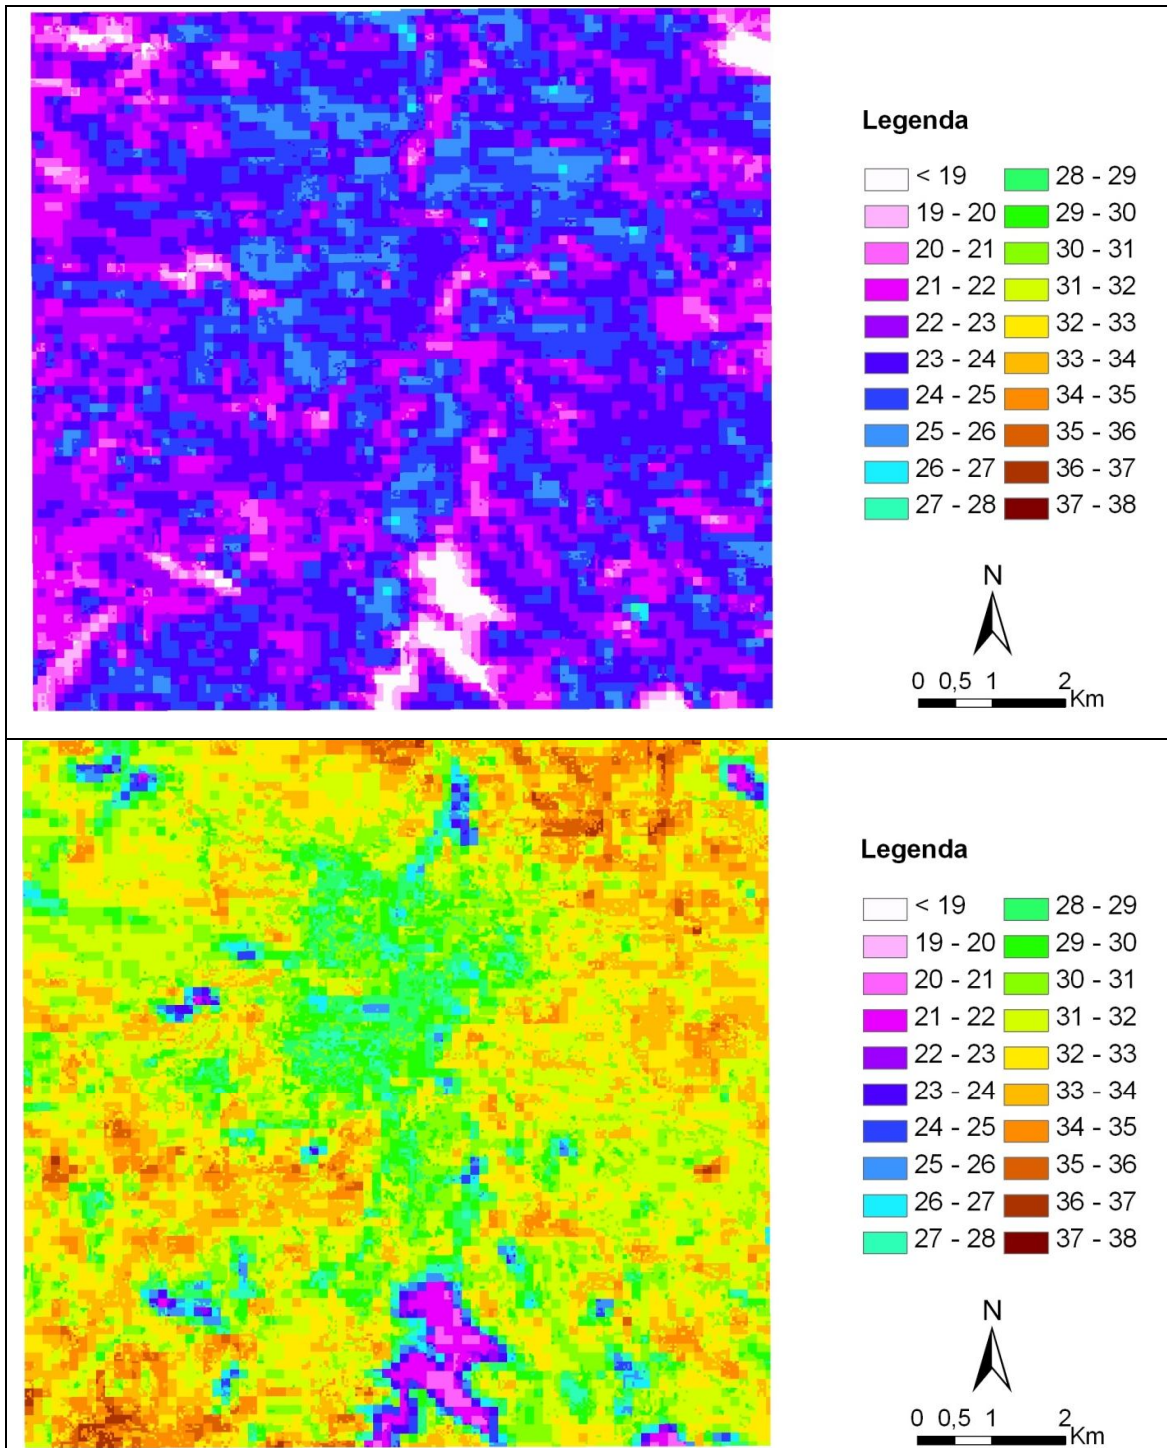 Legenda
< 19 28 - 29
19 - 20 29 - 30
20 - 21 30 - 31
21 - 22 31 - 32
22 - 23 32 - 33
23 - 24 33 - 34
24 - 25 34 - 35
25 - 26 35 - 36
26 - 27 36 - 37
27 - 28 37 - 38
N
0 0,5 1 2
Km
Legenda
< 19 28 - 29
19 - 20 29 - 30
20 - 21 30 - 31
21 - 22 31 - 32
22 - 23 32 - 33
23 - 24 33 - 34
24 - 25 34 - 35
25 - 26 35 - 36
26 - 27 36 - 37
27 - 28 37 - 38
N
0 0,5 1 2
Km